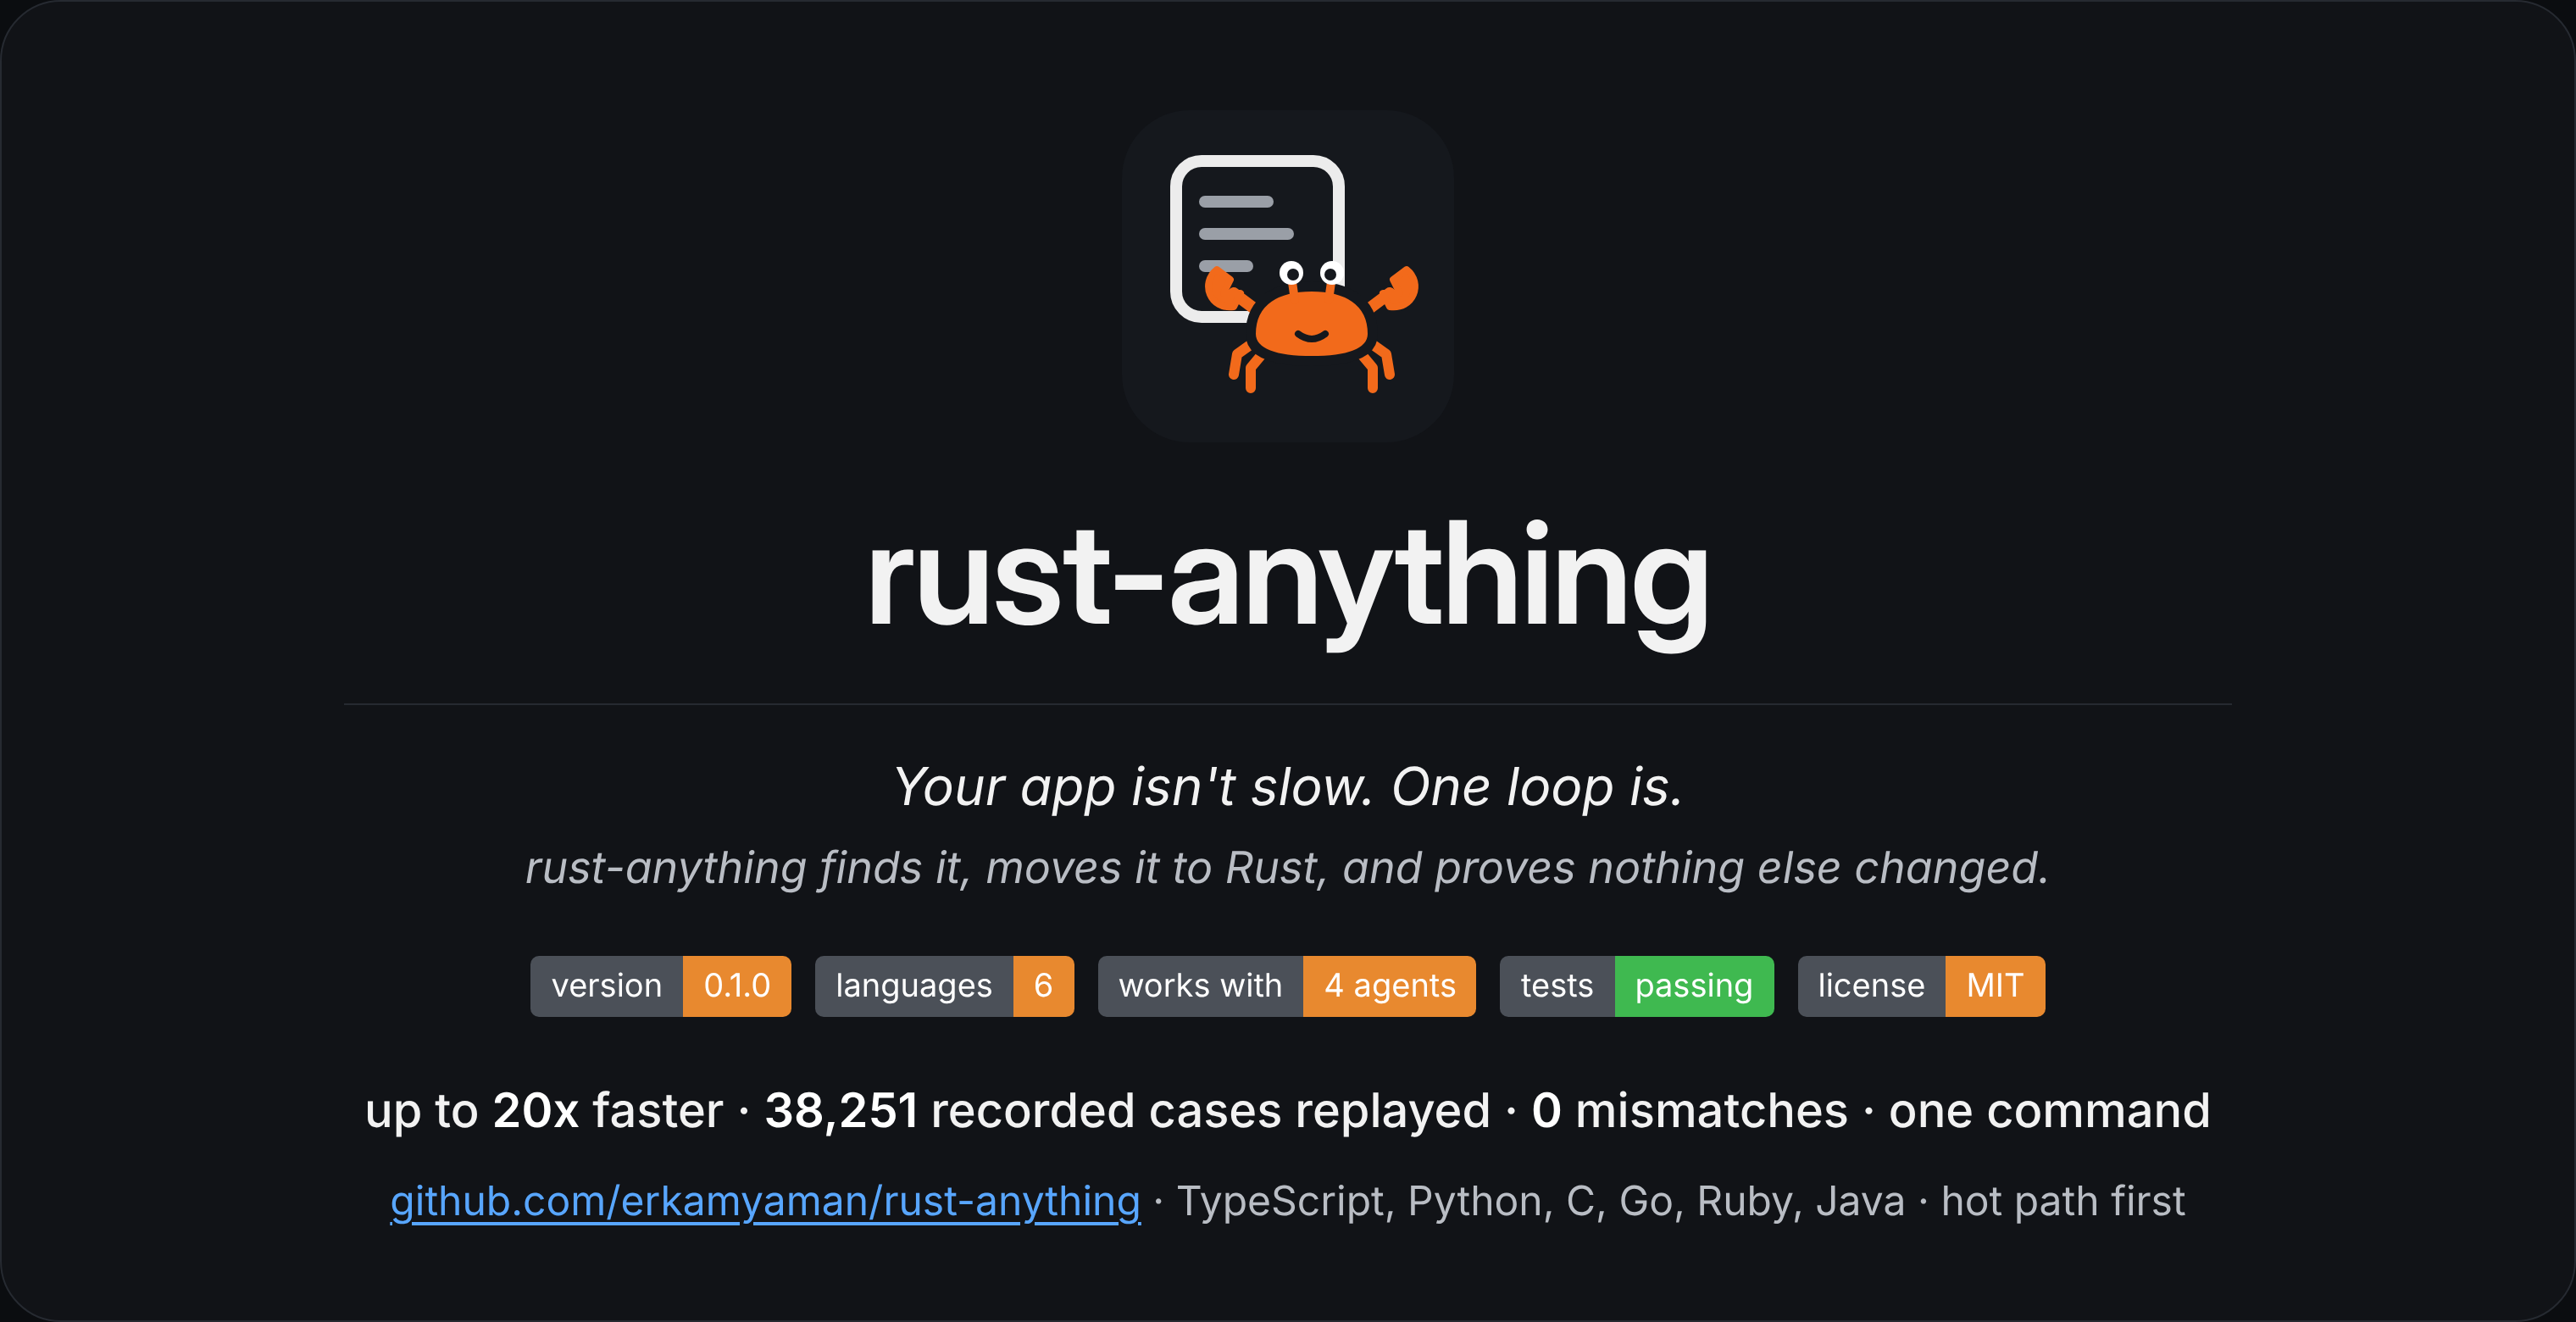 rust-anything
Your app isn't slow. One loop is.
rust-anything finds it, moves it to Rust, and proves nothing else changed.
version 0.1.0 languages 6 works with 4 agents tests passing license MIT
up to 20x faster · 38,251 recorded cases replayed · 0 mismatches · one command
github.com/erkamyaman/rust-anything · TypeScript, Python, C, Go, Ruby, Java · hot path first